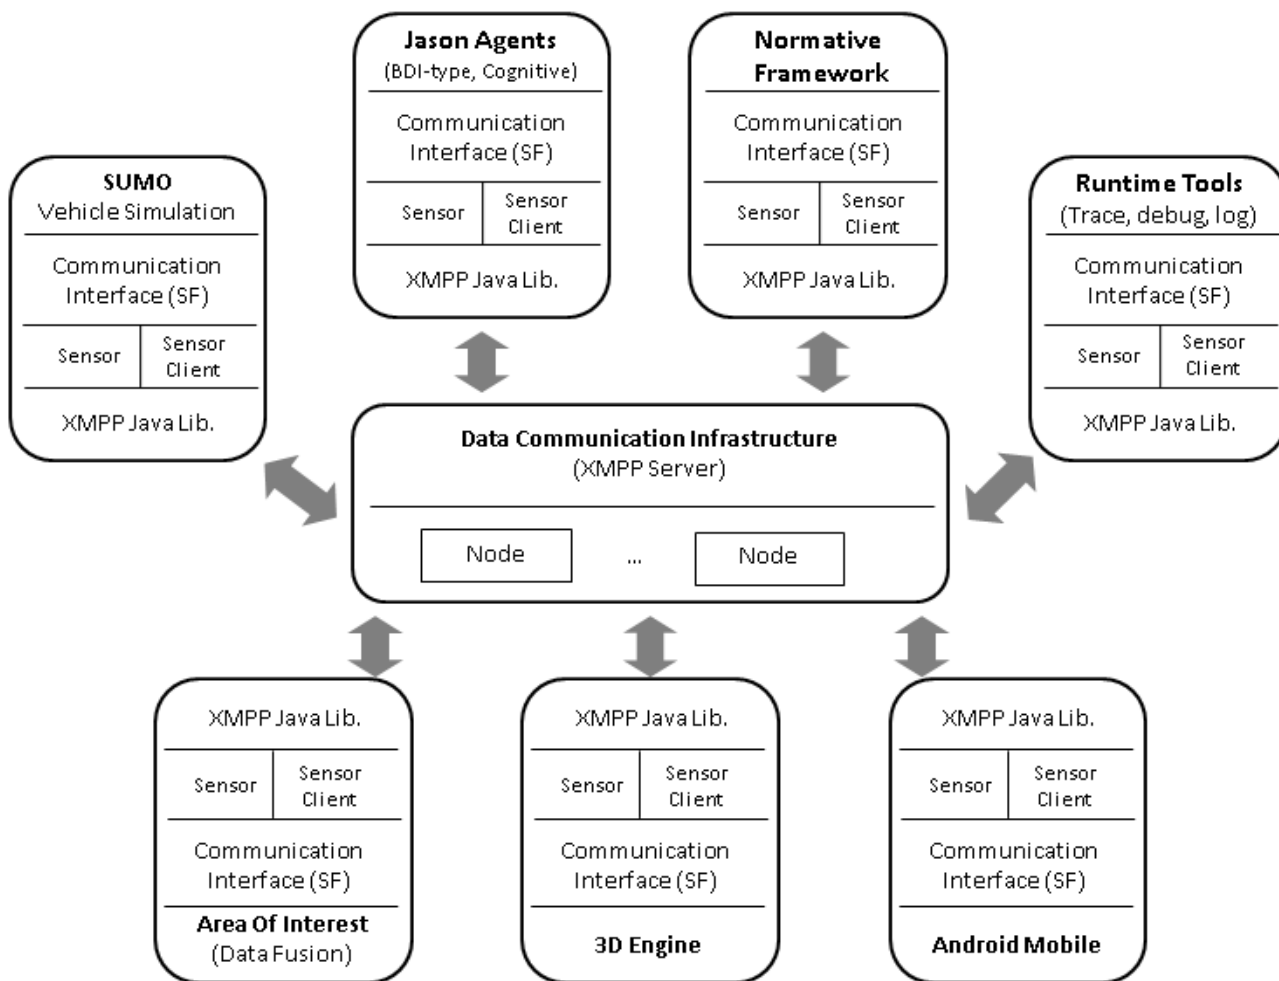 Jason Agents
(BDI-type, Cognitive)
Communication
Interface (SF)
Sensor
Sensor
Client
XMPP Java Lib.
Normative
Framework
Communication
Interface (SF)
Sensor
Sensor
Client
XMPP Java Lib.
SUMO
Vehicle Simulation
Communication
Interface (SF)
Sensor
Sensor
Client
XMPP Java Lib.
Runtime Tools
(Trace, debug, log)
Communication
Interface (SF)
Sensor
Sensor
Client
XMPP Java Lib.
Data Communication Infrastructure
(XMPP Server)
Node
...
Node
XMPP Java Lib.
Sensor
Sensor
Client
Communication
Interface (SF)
Area Of Interest
(Data Fusion)
XMPP Java Lib.
Sensor
Sensor
Client
Communication
Interface (SF)
3D Engine
XMPP Java Lib.
Sensor
Sensor
Client
Communication
Interface (SF)
Android Mobile